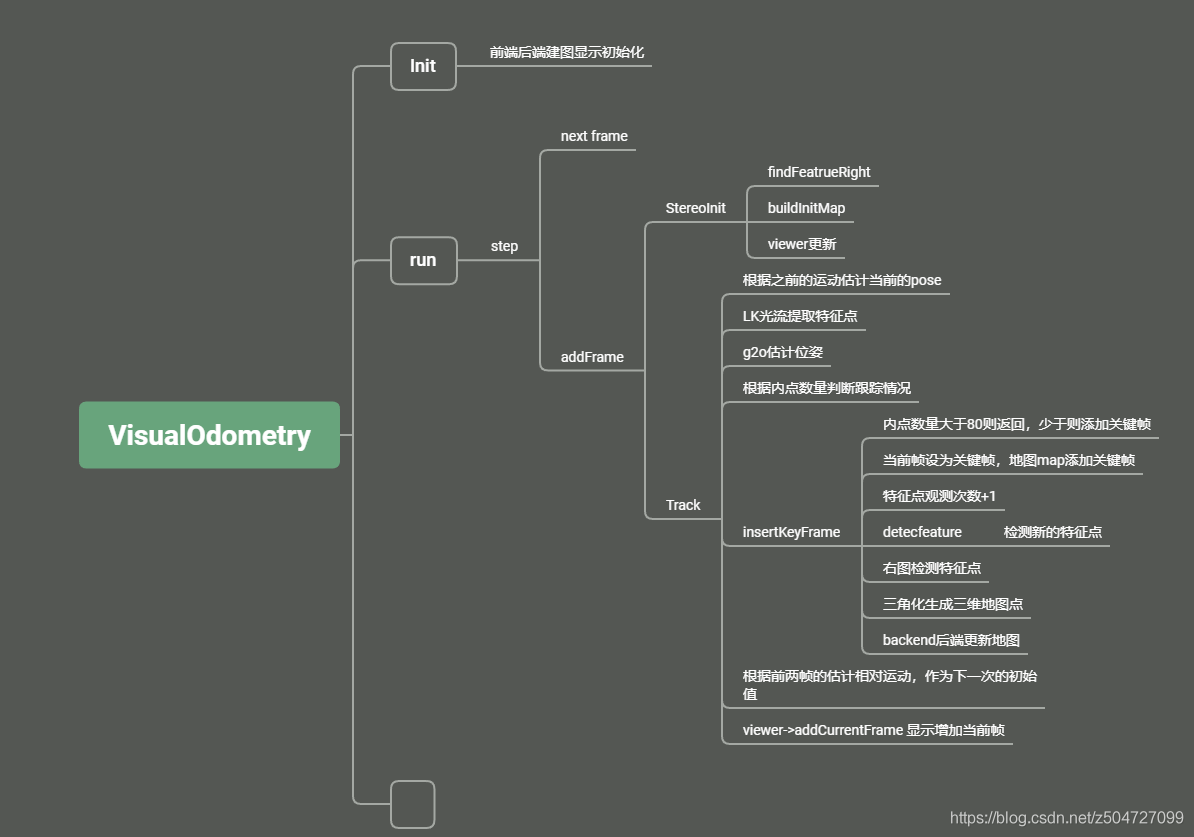 Init
前端后端建图显示初始化
next frame
findFeatrueRight
StereoInit
buildInitMap
viewer更新
step
run
根据之前的运动估计当前的pose
LK光流提取特征点
g2o估计位姿
addFrame
根据内点数量判断跟踪情况
内点数量大于80则返回，少于则添加关键帧
VisualOdometry
当前帧设为关键帧，地图map添加关键帧
特征点观测次数+1
Track
insertKeyFrame
detecfeature
检测新的特征点
右图检测特征点
三角化生成三维地图点
backend后端更新地图
根据前两帧的估计相对运动，作为下一次的初始
值
viewer->addCurrentFrame 显示增加当前帧
https://blog.csdn.net/z504727099